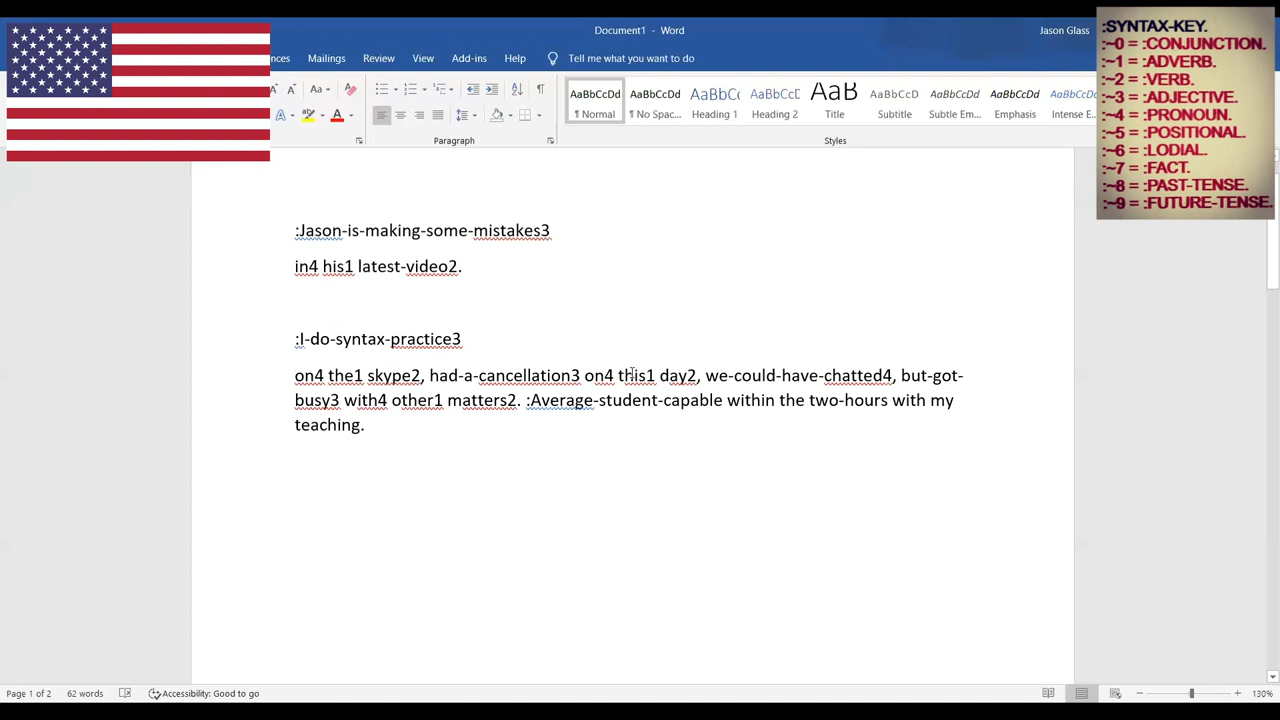 Document1 - Word
Jason Glass
nces Mailings Review View Add-ins Help Tell me what you want to do
Aa
AaBbCcDd AaBbCcDd AaBbCc AaBbCcD AaB AaBbCcD AaBbCcDd AaBbCcDd AaBbCcDd
¶ Normal ¶ No Spac... Heading 1 Heading 2 Title Subtitle Subtle Em... Emphasis Intense E...
Paragraph Styles
:SYNTAX-KEY.
:~0 = :CONJUNCTION.
:~1 = :ADVERB.
:~2 = :VERB.
:~3 = :ADJECTIVE.
:~4 = :PRONOUN.
:~5 = :POSITIONAL.
:~6 = :LODIAL.
:~7 = :FACT.
:~8 = :PAST-TENSE.
:~9 = :FUTURE-TENSE.
:Jason-is-making-some-mistakes3
in4 his1 latest-video2.
:I-do-syntax-practice3
on4 the1 skype2, had-a-cancellation3 on4 this1 day2, we-could-have-chatted4, but-got-
busy3 with4 other1 matters2. :Average-student-capable within the two-hours with my
teaching.
Page 1 of 2 62 words Accessibility: Good to go 130%